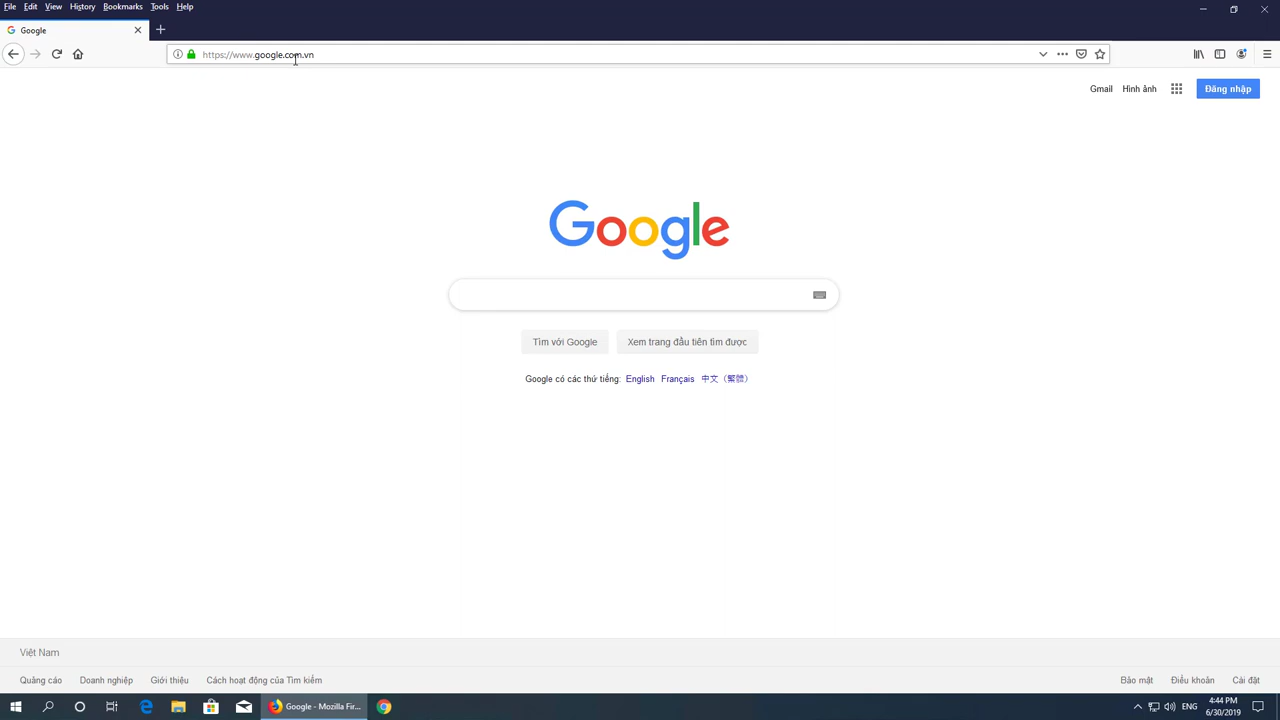 File Edit View History Bookmarks Tools Help
Google
https://www.google.com.vn
Gmail Hình ảnh Đăng nhập
Google
Tìm với Google Xem trang đầu tiên tìm được
Google có các thứ tiếng: English Français 中文（繁體）
Việt Nam
Quảng cáo Doanh nghiệp Giới thiệu Cách hoạt động của Tìm kiếm Bảo mật Điều khoản Cài đặt
Google - Mozilla Fir... ENG 4:44 PM
6/30/2019